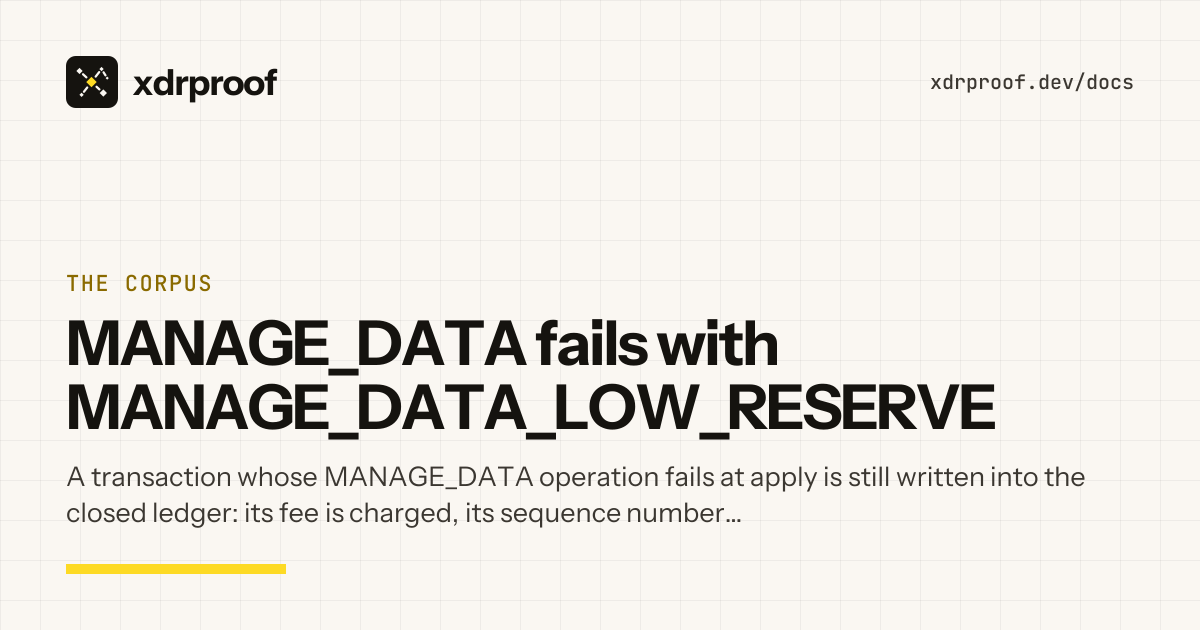 xdrproof
xdrproof.dev/docs
THE CORPUS
MANAGE_DATA fails with
MANAGE_DATA_LOW_RESERVE
A transaction whose MANAGE_DATA operation fails at apply is still written into the
closed ledger: its fee is charged, its sequence number…